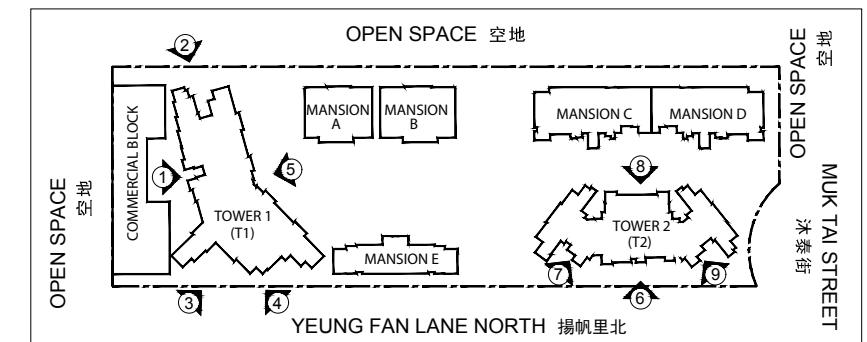 OPEN SPACE 空地
②
OPEN SPACE
空地
MANSION
A
MANSION
B
MANSION C
MANSION D
COMMERCIAL BLOCK
①
⑤
⑧
OPEN SPACE
空地
TOWER 1
(T1)
TOWER 2
(T2)
MUK TAI STREET
沐泰街
MANSION E
⑦
⑨
③
④
⑥
YEUNG FAN LANE NORTH 揚帆里北